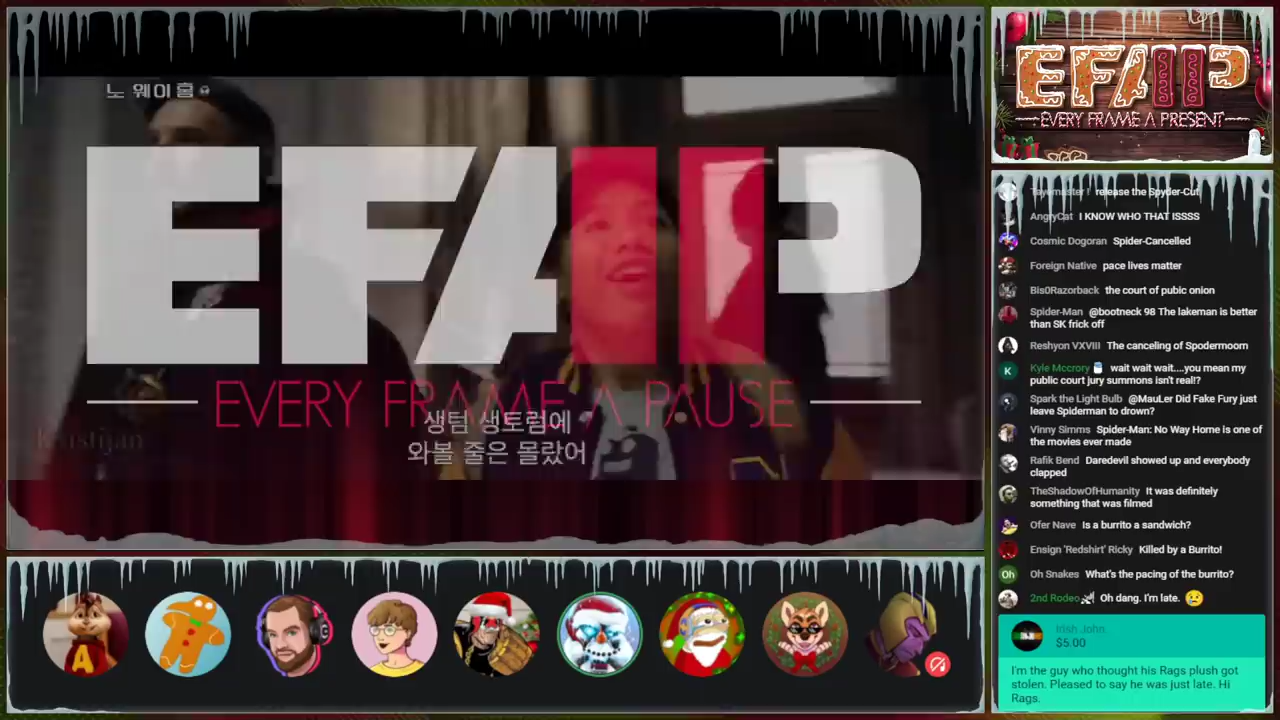 노 웨이 홈
EFAP
EVERY FRAME A PAUSE
생텀 생토럼에
와볼 줄은 몰랐어
Kristijan
EFAP
EVERY FRAME A PRESENT
release the Spyder-Cut
AngryCat I KNOW WHO THAT ISSSS
Cosmic Dogoran Spider-Cancelled
Foreign Native pace lives matter
Bis0Razorback the court of pubic onion
Spider-Man @bootneck 98 The lakeman is better
than SK frick off
Reshyon VXVIII The canceling of Spodermoom
Kyle Mccrory wait wait wait....you mean my
public court jury summons isn't real!?
Spark the Light Bulb @MauLer Did Fake Fury just
leave Spiderman to drown?
Vinny Simms Spider-Man: No Way Home is one of
the movies ever made
Rafik Bend Daredevil showed up and everybody
clapped
TheShadowOfHumanity It was definitely
something that was filmed
Ofer Nave Is a burrito a sandwich?
Ensign 'Redshirt' Ricky Killed by a Burrito!
Oh
Oh Snakes What's the pacing of the burrito?
2nd Rodeo Oh dang. I'm late. 😢
Irish John
$5.00
I'm the guy who thought his Rags plush got
stolen. Pleased to say he was just late. Hi
Rags.
K
A